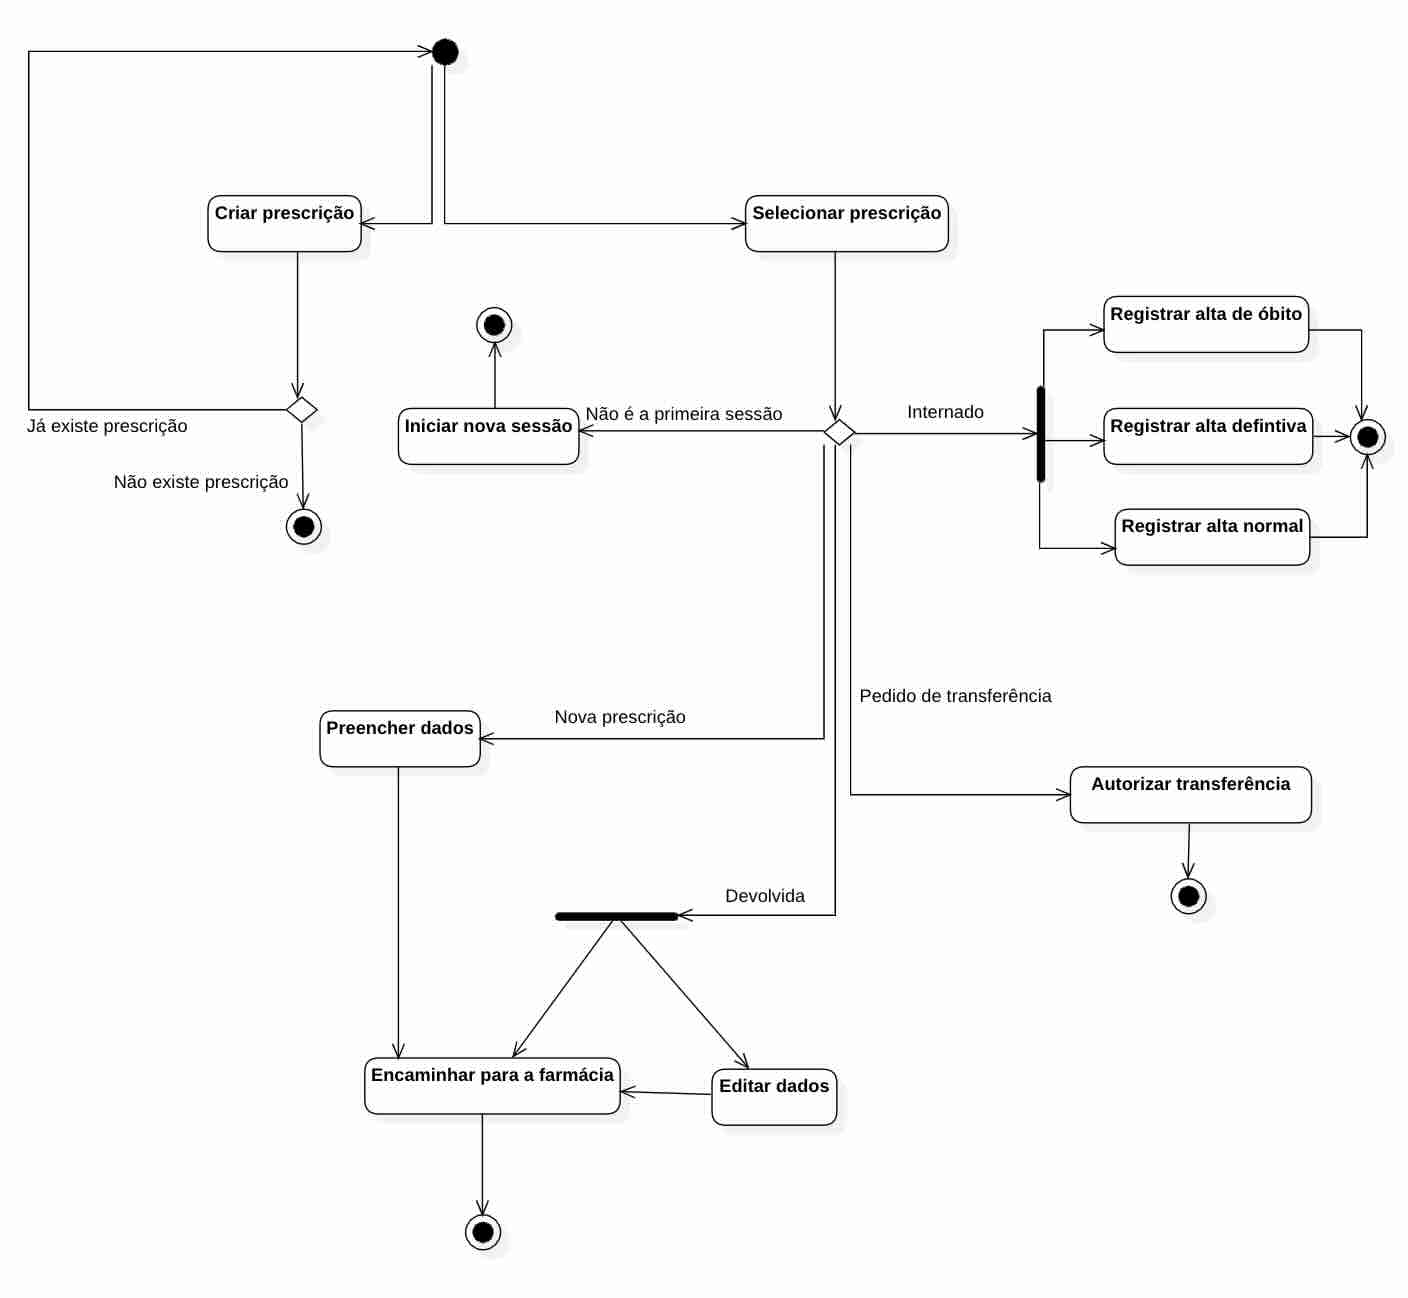 Criar prescrição
Selecionar prescrição
Registrar alta de óbito
Já existe prescrição
Iniciar nova sessão
Não é a primeira sessão
Internado
Registrar alta defintiva
Não existe prescrição
Registrar alta normal
Pedido de transferência
Preencher dados
Nova prescrição
Autorizar transferência
Devolvida
Encaminhar para a farmácia
Editar dados